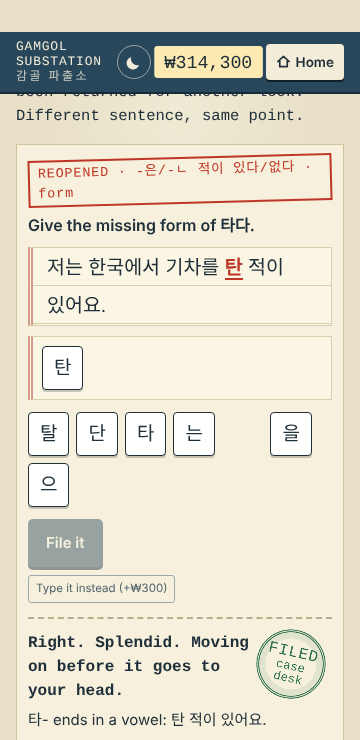 GAMGOL
SUBSTATION
감골 파출소
₩314,300
Home
been returned for another look.
Different sentence, same point.
REOPENED · -은/-ㄴ 적이 있다/없다 ·
form
Give the missing form of 타다.
저는 한국에서 기차를 탄 적이
있어요.
탄
탈 단 타 는 을
으
File it
Type it instead (+₩300)
Right. Splendid. Moving
on before it goes to
your head.
FILED
case
desk
타- ends in a vowel: 탄 적이 있어요.